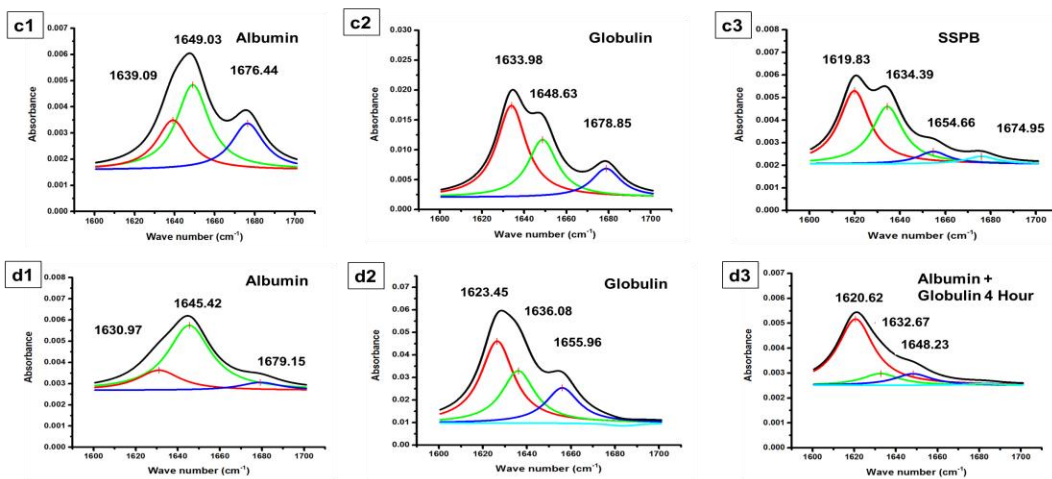 c1
Albumin
1639.09
1649.03
1676.44
Absorbance
0.007
0.006
0.005
0.004
0.003
0.002
0.001
0.000
1600 1620 1640 1660 1680 1700
Wave number (cm-1)
c2
Globulin
1633.98
1648.63
1678.85
Absorbance
0.030
0.025
0.020
0.015
0.010
0.005
0.000
1600 1620 1640 1660 1680 1700
Wave number (cm-1)
c3
SSPB
1619.83
1634.39
1654.66
1674.95
Absorbance
0.008
0.007
0.006
0.005
0.004
0.003
0.002
0.001
0.000
1600 1620 1640 1660 1680 1700
Wave number (cm-1)
d1
Albumin
1630.97
1645.42
1679.15
Absorbance
0.008
0.007
0.006
0.005
0.004
0.003
0.002
0.001
0.000
1600 1620 1640 1660 1680 1700
Wave number (cm-1)
d2
Globulin
1623.45
1636.08
1655.96
Absorbance
0.08
0.07
0.06
0.05
0.04
0.03
0.02
0.01
0.00
1600 1620 1640 1660 1680 1700
Wave number (cm-1)
d3
Albumin +
Globulin 4 Hour
1620.62
1632.67
1648.23
Absorbance
0.007
0.006
0.005
0.004
0.003
0.002
0.001
0.000
1600 1620 1640 1660 1680 1700
Wave number (cm-1)